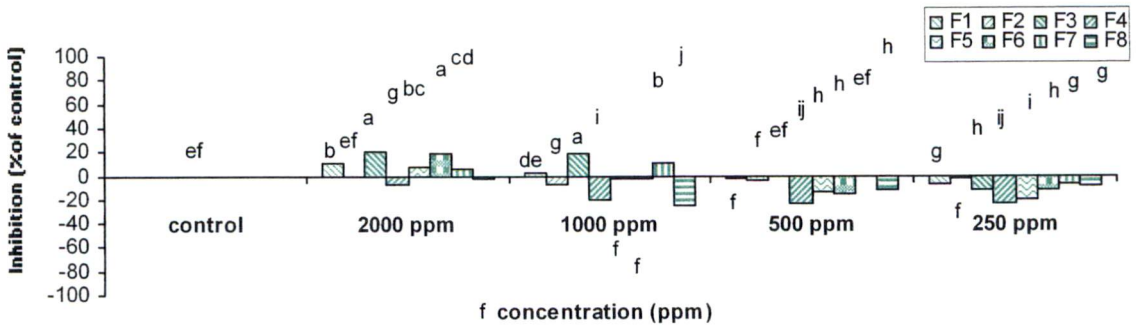 F1 F2 F3 F4
F5 F6 F7 F8
Inhibition (%of control)
100
80
60
40
20
0
-20
-40
-60
-80
-100
ef
b ef a g bc a cd
de g a i f f b j
f f ef ij h h ef h
g f h ij i h g g
control 2000 ppm 1000 ppm 500 ppm 250 ppm
f concentration (ppm)